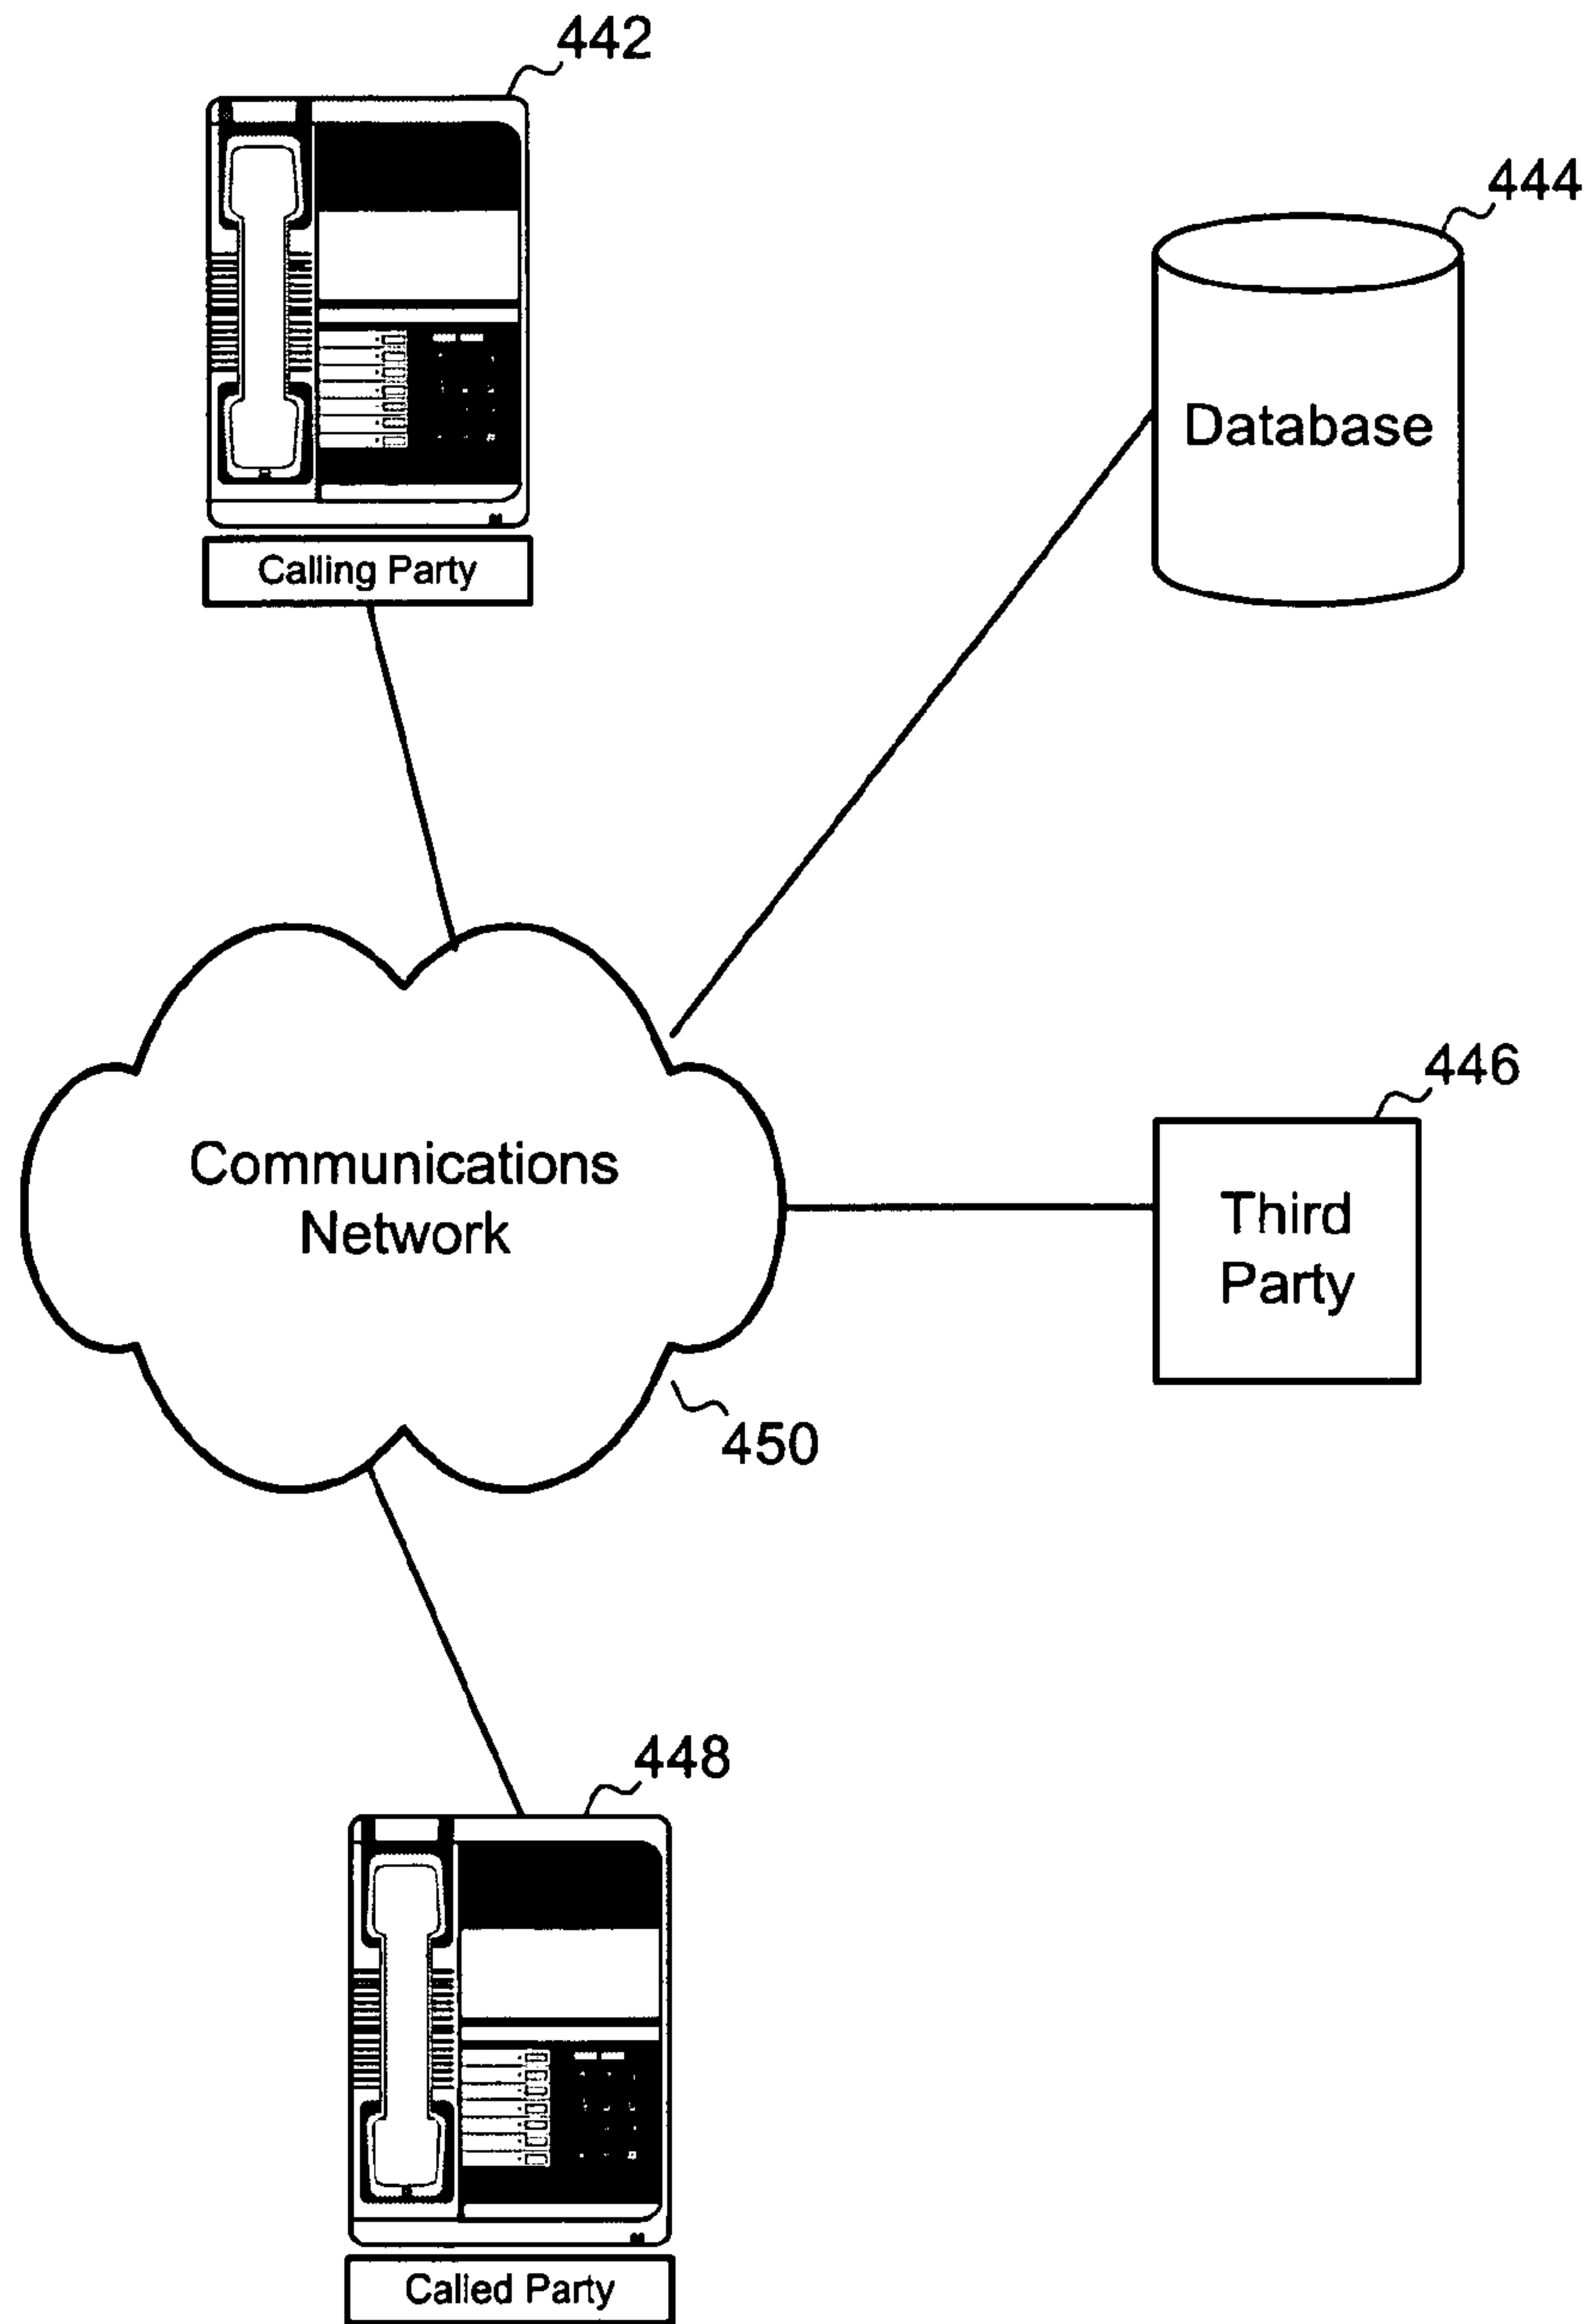 442
444
Database
Calling Party
446
Communications
Network
Third
Party
450
448
Called Party